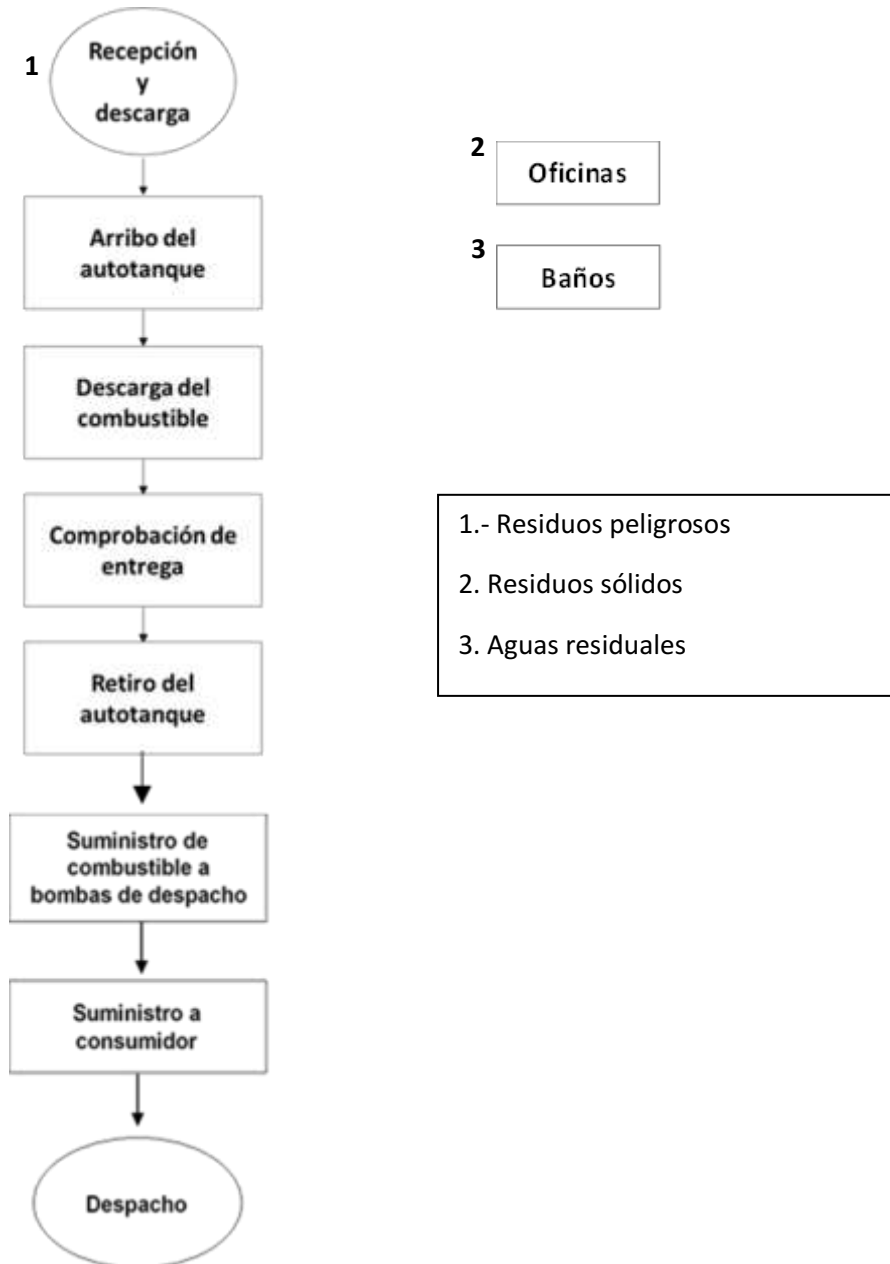 1
Recepción
y
descarga
Arribo del
autotanque
Descarga del
combustible
Comprobación de
entrega
Retiro del
autotanque
Suministro de
combustible a
bombas de despacho
Suministro a
consumidor
Despacho
2
Oficinas
3
Baños
1.- Residuos peligrosos
2. Residuos sólidos
3. Aguas residuales